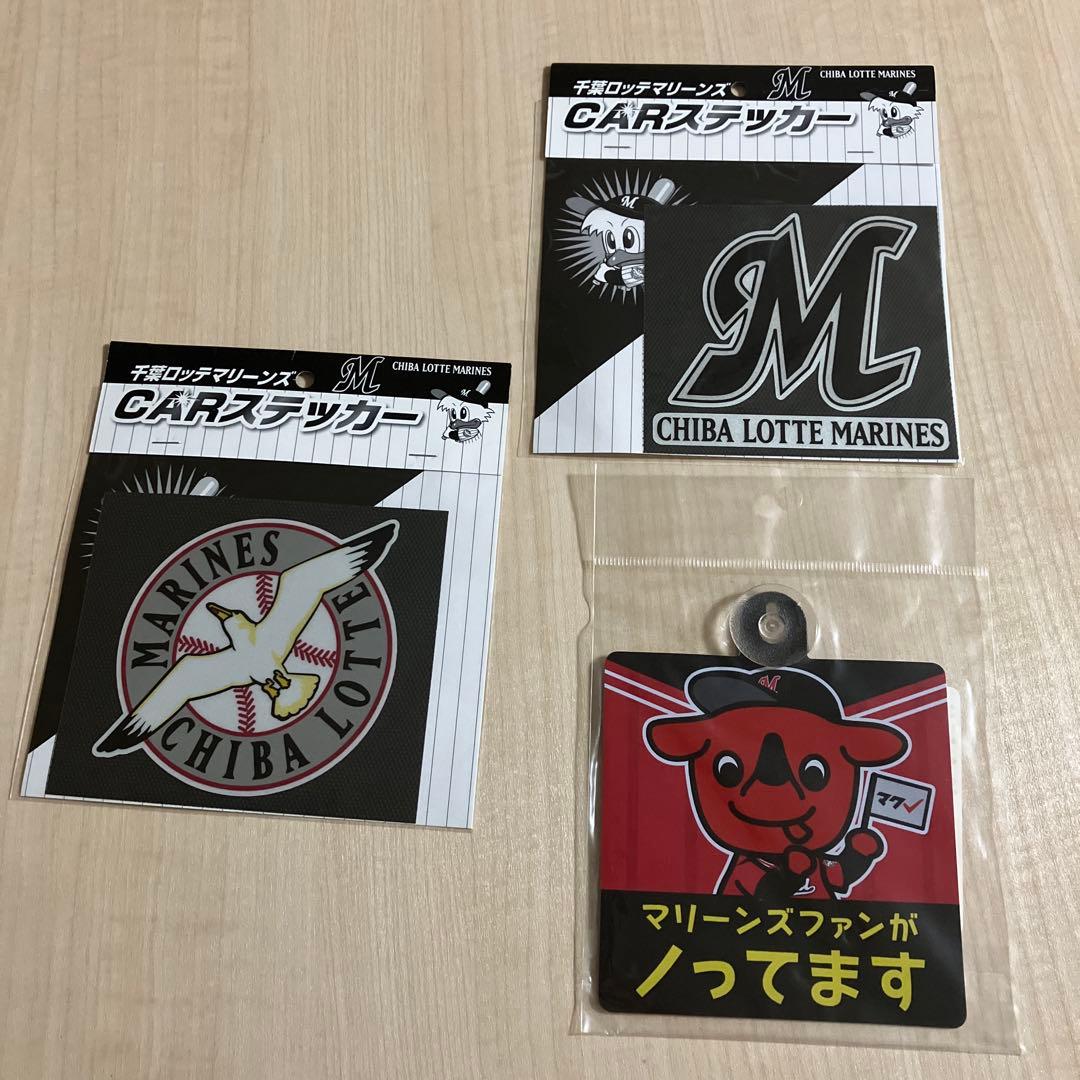 千葉ロッテマリーンズ
M
CHIBA LOTTE MARINES
CARステッカー
M
M
CHIBA LOTTE MARINES
千葉ロッテマリーンズ
M
CHIBA LOTTE MARINES
CARステッカー
MARINES
CHIBA LOTTE
M
マク
マリーンズファンが
ノってます